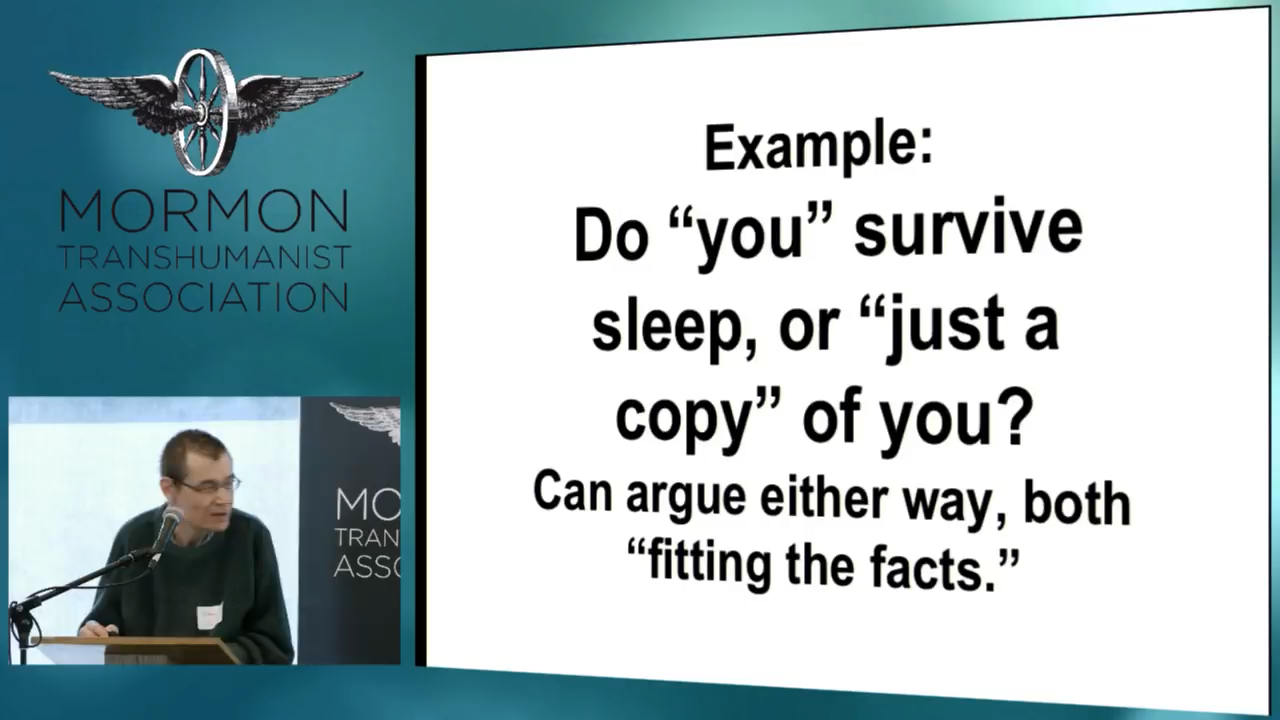 MORMON
TRANSHUMANIST
ASSOCIATION
Example:
Do “you” survive
sleep, or “just a
copy” of you?
Can argue either way, both
“fitting the facts.”
MO
TRAN
ASSO